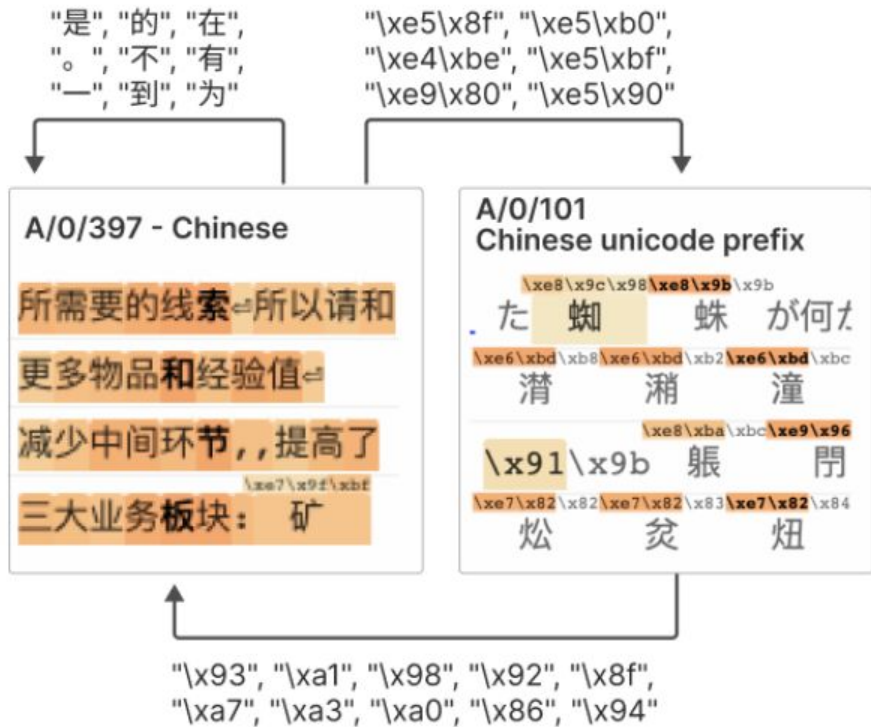 "是", "的", "在",
"。", "不", "有",
"一", "到", "为"
"\xe5\x8f", "\xe5\xb0",
"\xe4\xbe", "\xe5\xbf",
"\xe9\x80", "\xe5\x90"
A/0/397 - Chinese
所需要的线索⏎所以请和
更多物品和经验值⏎
减少中间环节,,提高了
\xe7\x9f\xbf
三大业务板块：矿
A/0/101
Chinese unicode prefix
\xe8\x9c\x98\xe8\x9b\x9b
た 蜘 蛛 が何だ
\xe6\xbd\xb8\xe6\xbd\xb2\xe6\xbd\xbc
潸 潲 潼
\xe8\xba\xbc\xe9\x96
\x91\x9b 躼 閅
\xe7\x82\x82\xe7\x82\x83\xe7\x82\x84
炂 炃 炄
"\x93", "\xa1", "\x98", "\x92", "\x8f",
"\xa7", "\xa3", "\xa0", "\x86", "\x94"